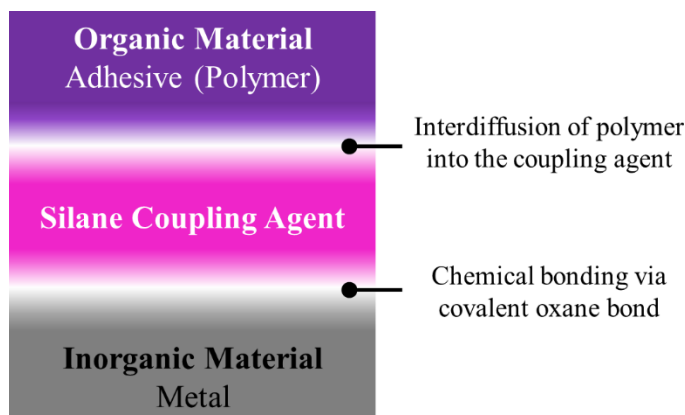 Organic Material
Adhesive (Polymer)
Interdiffusion of polymer
into the coupling agent
Silane Coupling Agent
Chemical bonding via
covalent oxane bond
Inorganic Material
Metal